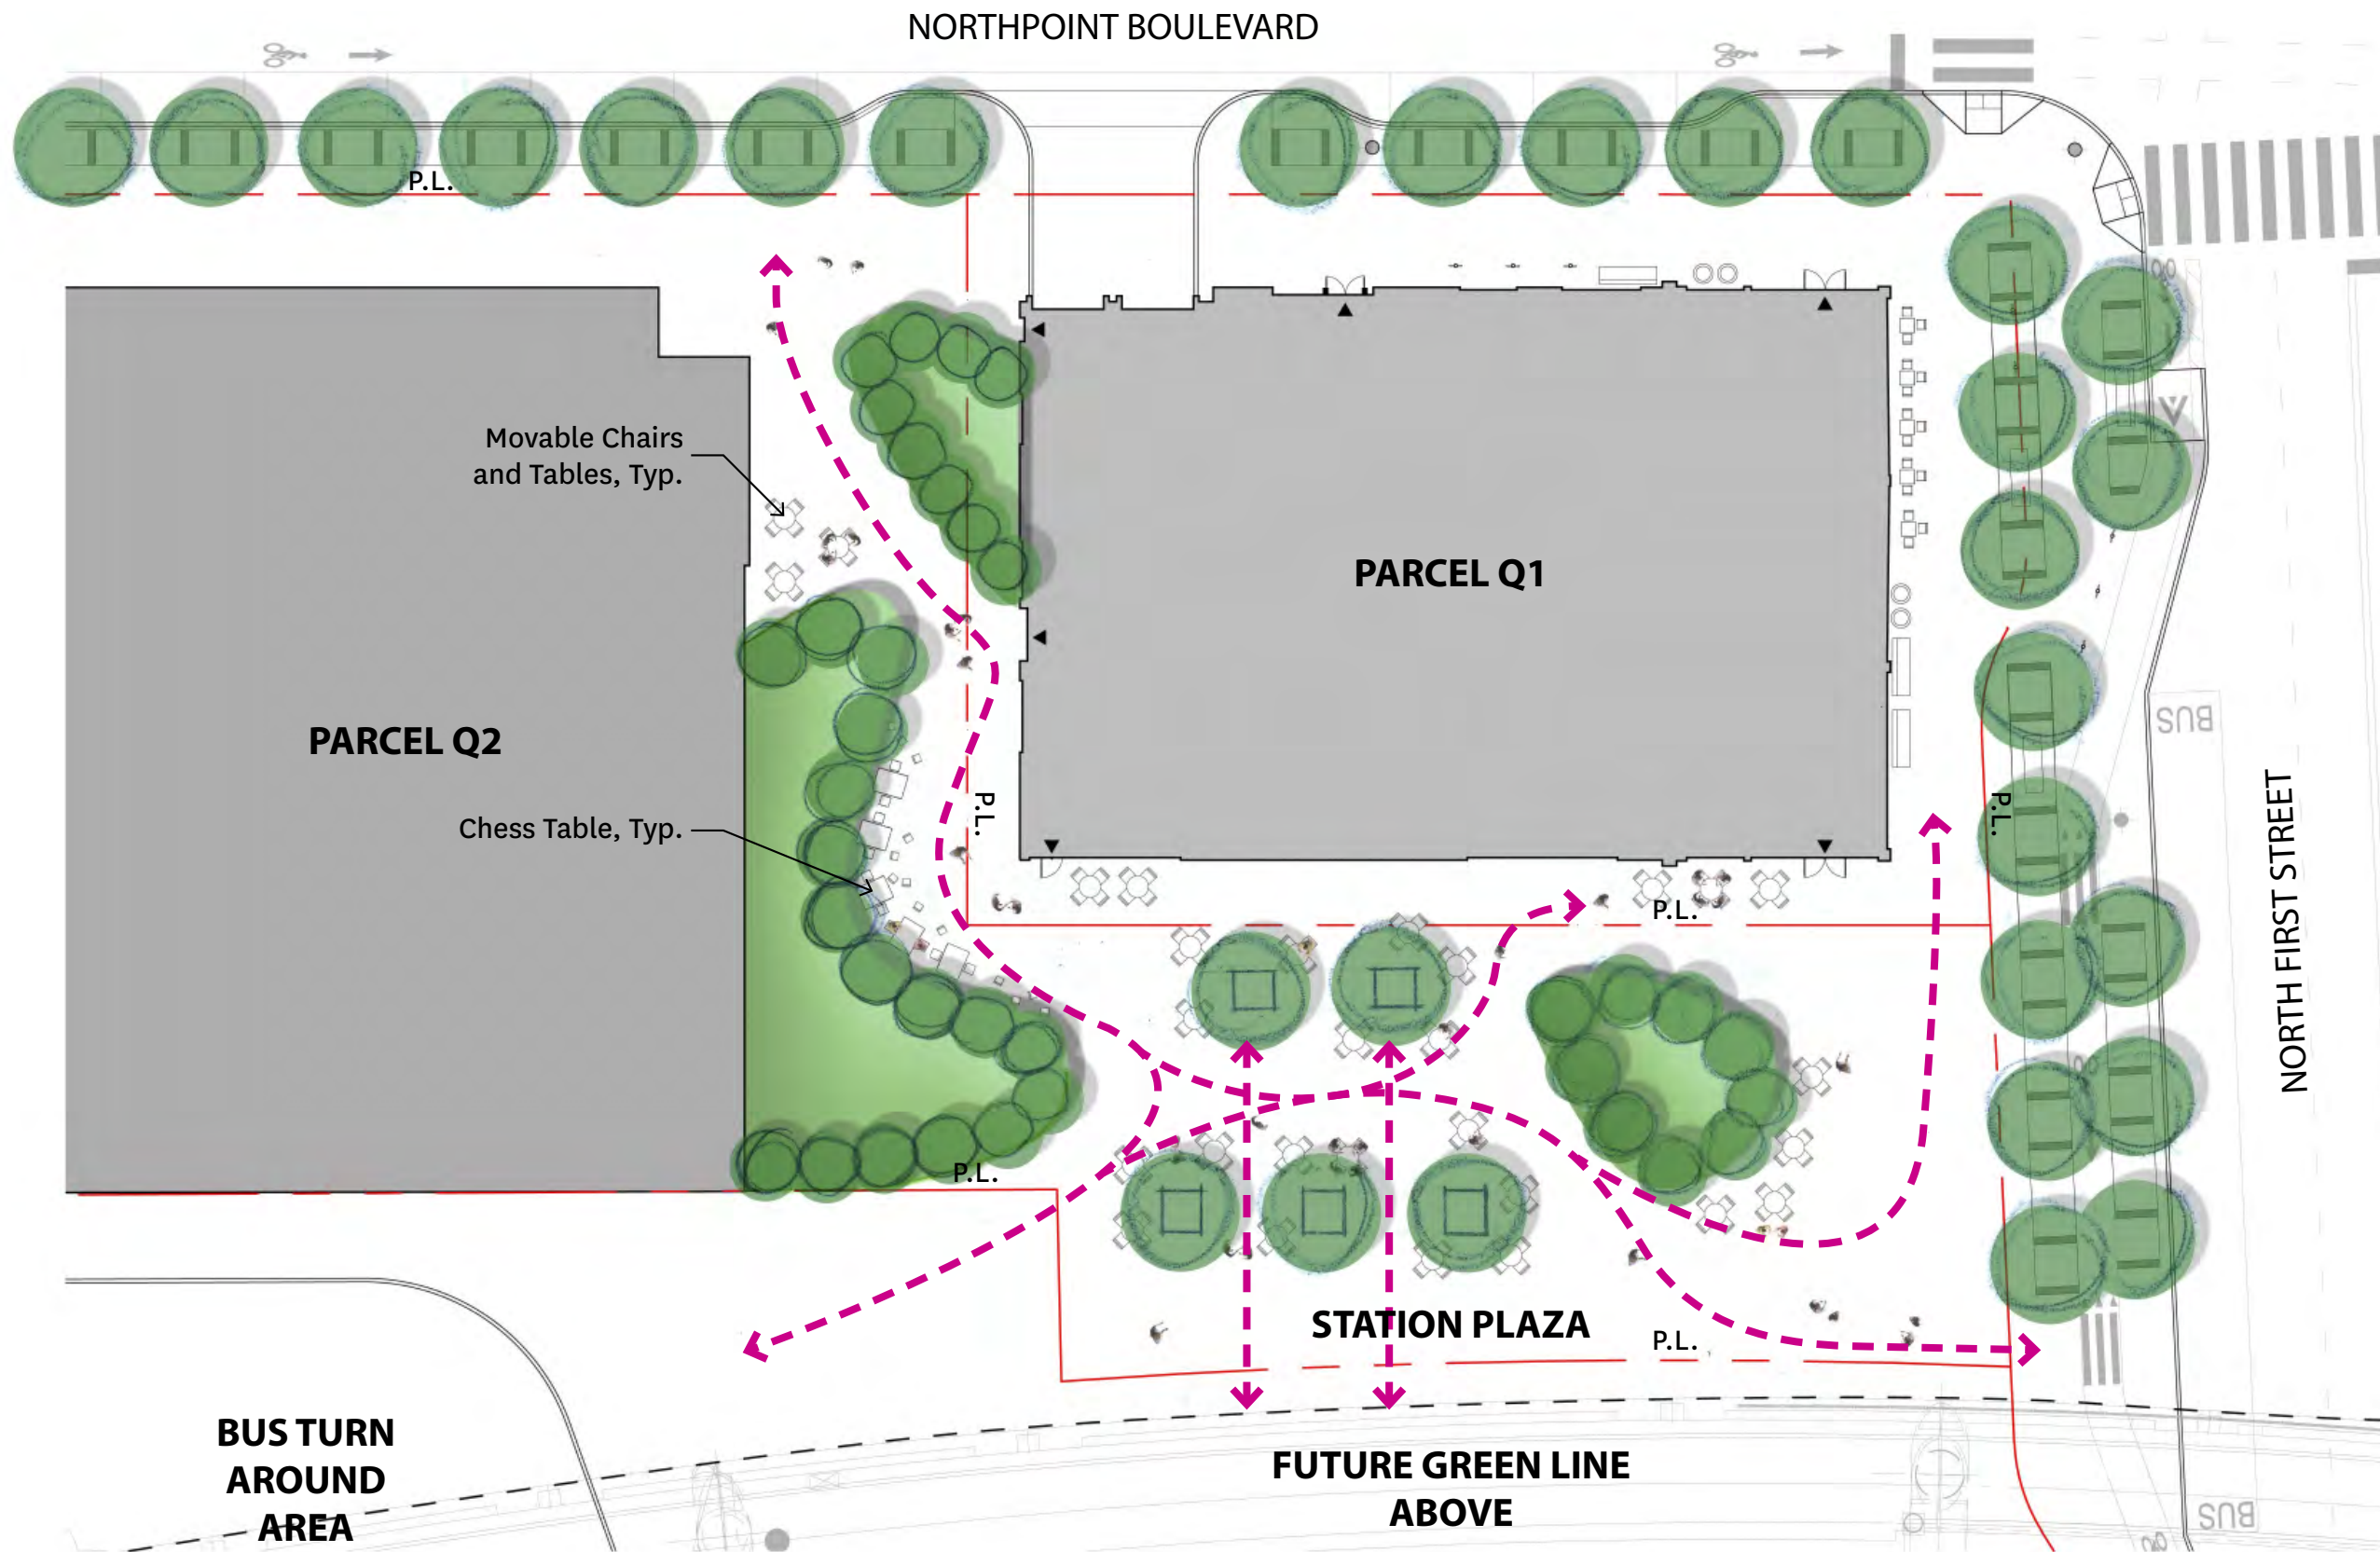 NORTHPOINT BOULEVARD
P.L.
Movable Chairs
and Tables, Typ.
PARCEL Q1
PARCEL Q2
BUS
Chess Table, Typ.
P.L.
P.L.
NORTH FIRST STREET
P.L.
P.L.
STATION PLAZA
P.L.
BUS TURN
AROUND
AREA
FUTURE GREEN LINE
ABOVE
BUS